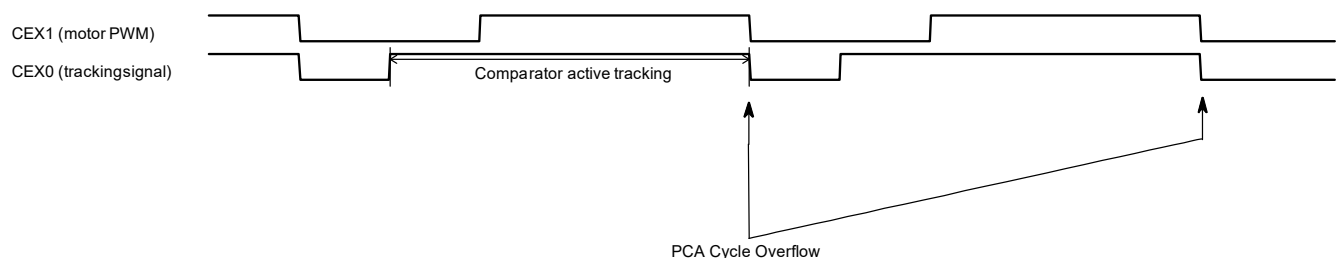 CEX1 (motor PWM)
CEX0 (trackingsignal)
Comparator active tracking
PCA Cycle Overflow